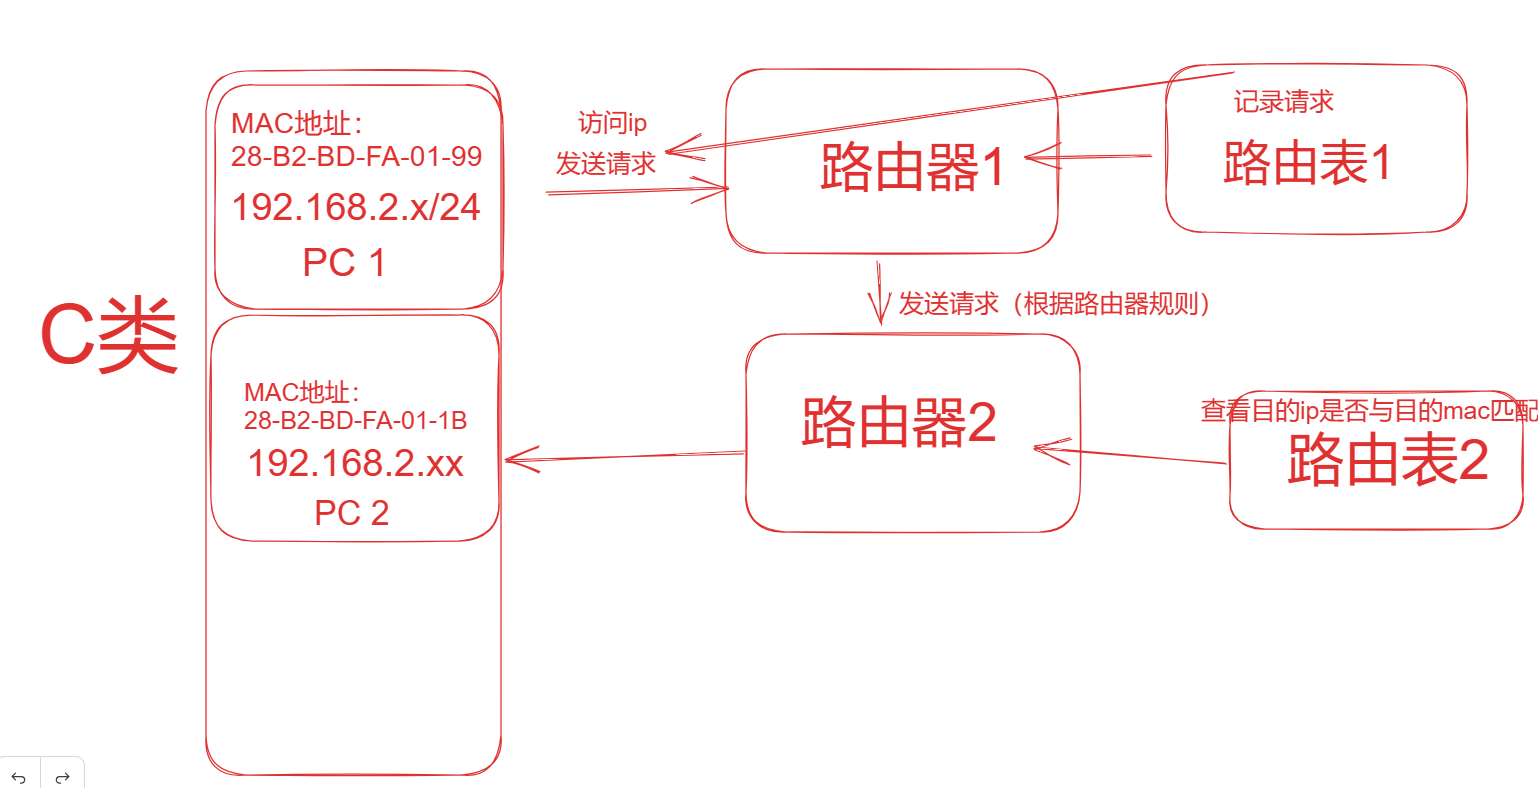 C类
MAC地址：
28-B2-BD-FA-01-99
192.168.2.x/24
PC 1
MAC地址：
28-B2-BD-FA-01-1B
192.168.2.xx
PC 2
访问ip
发送请求
路由器1
记录请求
路由表1
发送请求（根据路由器规则）
路由器2
查看目的ip是否与目的mac匹配
路由表2